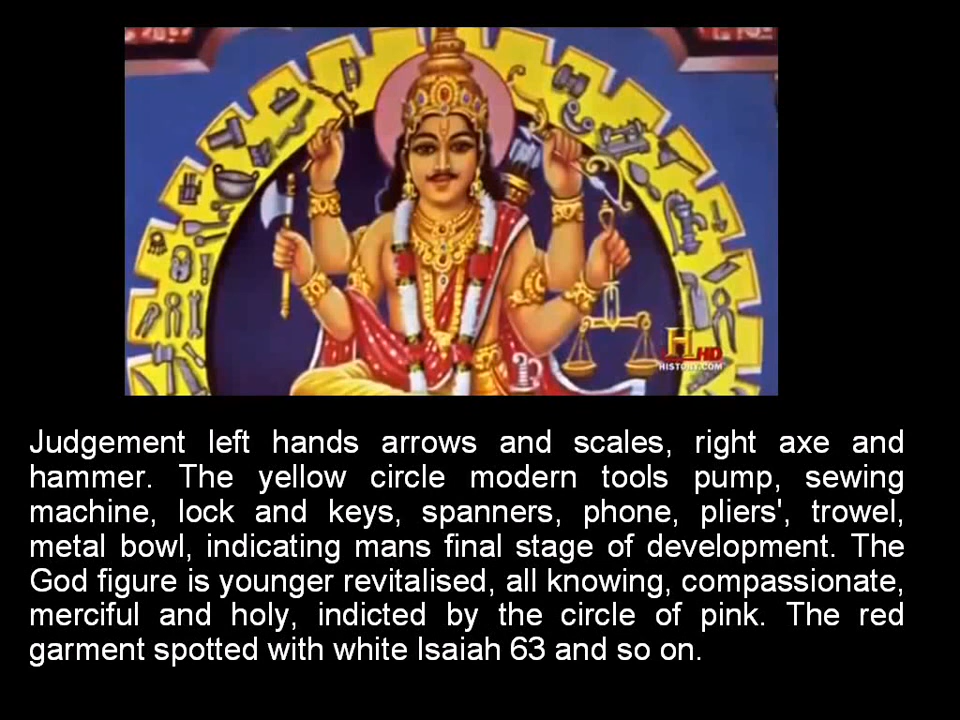 H HD
HISTORY.COM
Judgement left hands arrows and scales, right axe and
hammer. The yellow circle modern tools pump, sewing
machine, lock and keys, spanners, phone, pliers', trowel,
metal bowl, indicating mans final stage of development. The
God figure is younger revitalised, all knowing, compassionate,
merciful and holy, indicted by the circle of pink. The red
garment spotted with white Isaiah 63 and so on.